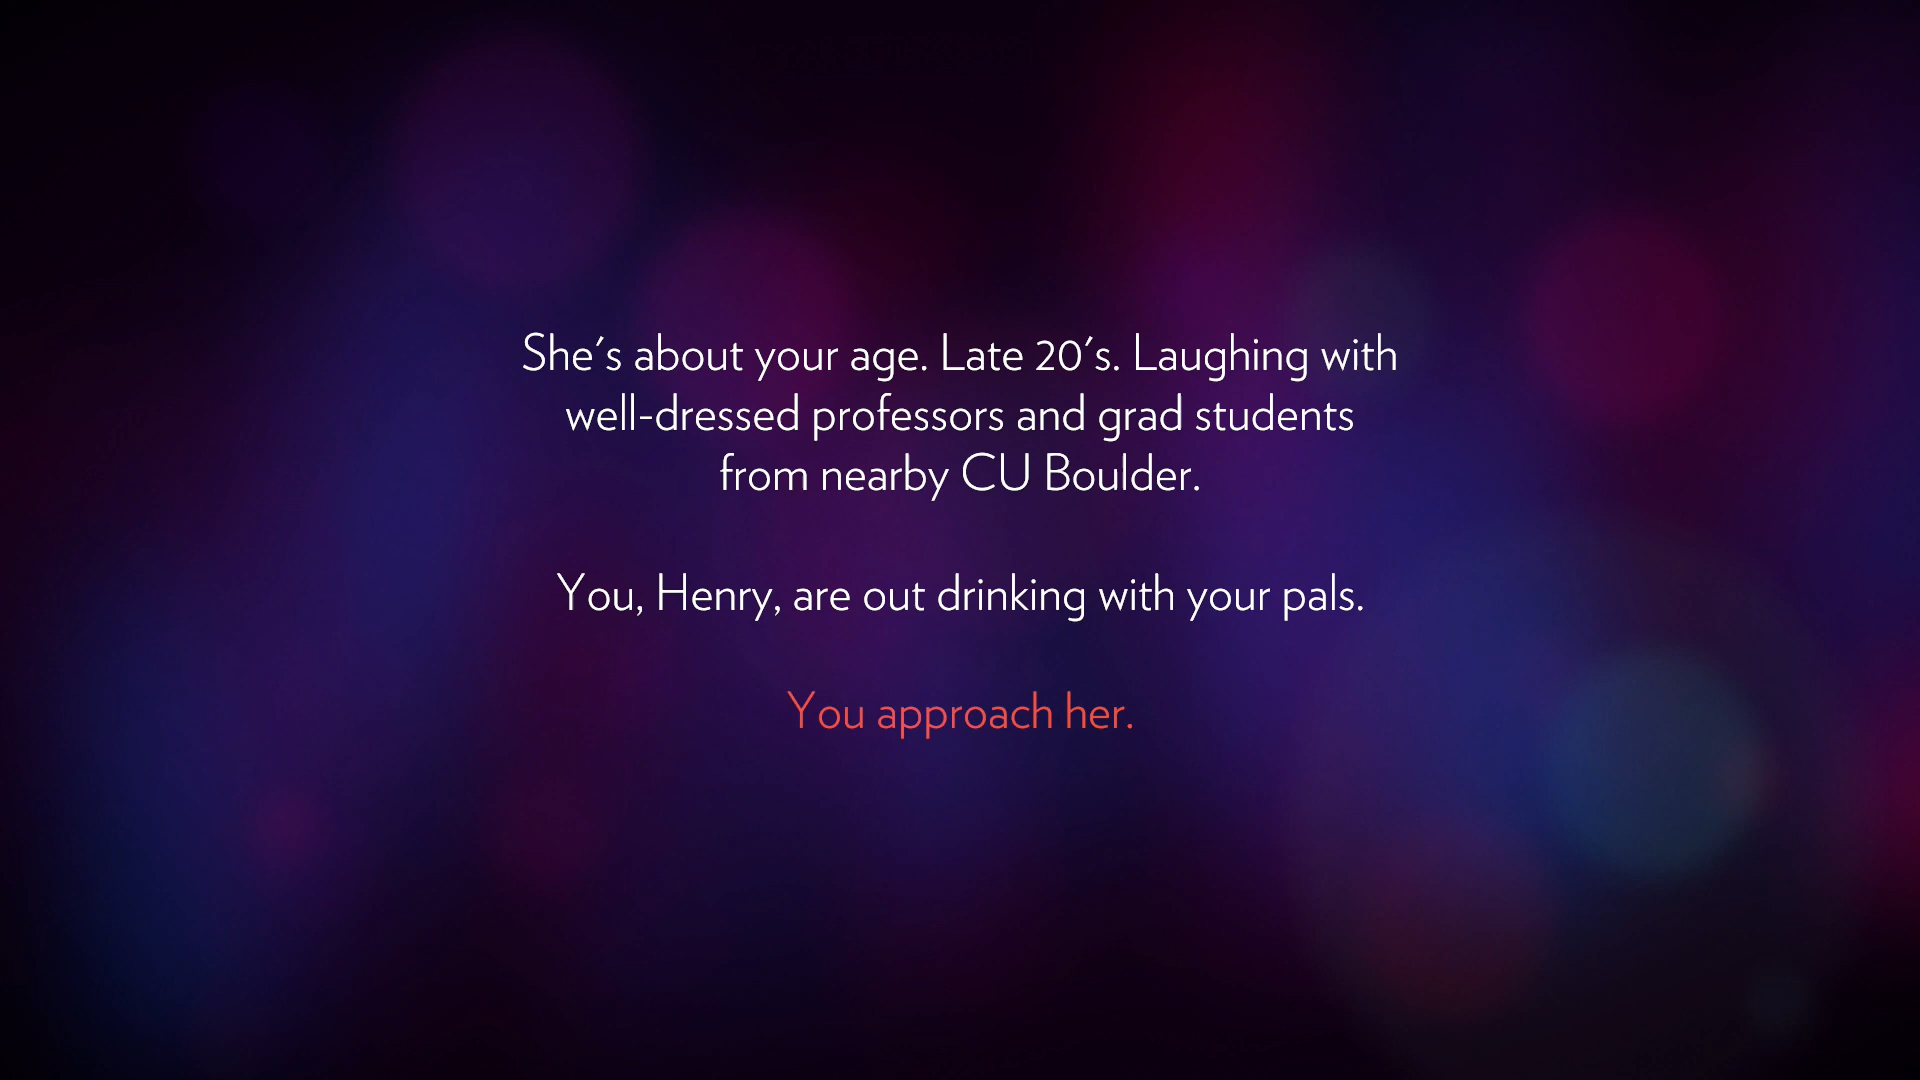 She's about your age. Late 20's. Laughing with
well-dressed professors and grad students
from nearby CU Boulder.
You, Henry, are out drinking with your pals.
You approach her.